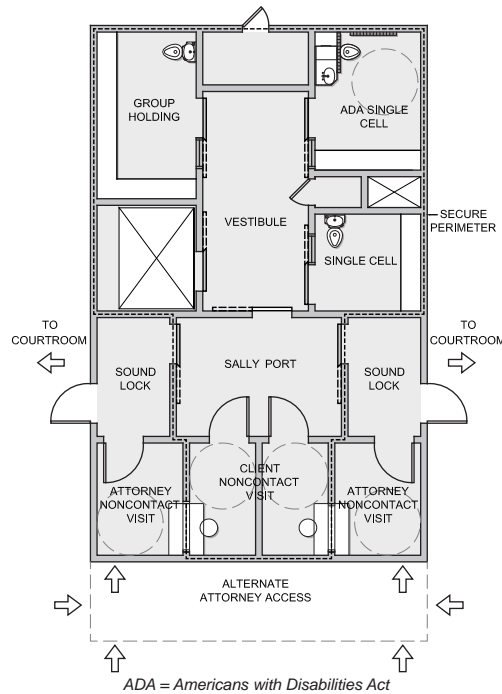 GROUP
HOLDING
ADA SINGLE
CELL
VESTIBULE
SECURE
PERIMETER
SINGLE CELL
TO
COURTROOM
TO
COURTROOM
SOUND
LOCK
SALLY PORT
SOUND
LOCK
ATTORNEY
NONCONTACT
VISIT
CLIENT
NONCONTACT
VISIT
ATTORNEY
NONCONTACT
VISIT
ALTERNATE
ATTORNEY ACCESS
ADA = Americans with Disabilities Act